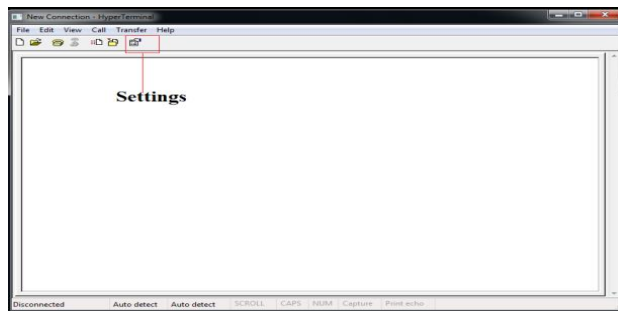 New Connection - HyperTerminal
File Edit View Call Transfer Help
Settings
Disconnected Auto detect Auto detect SCROLL CAPS NUM Capture Print echo